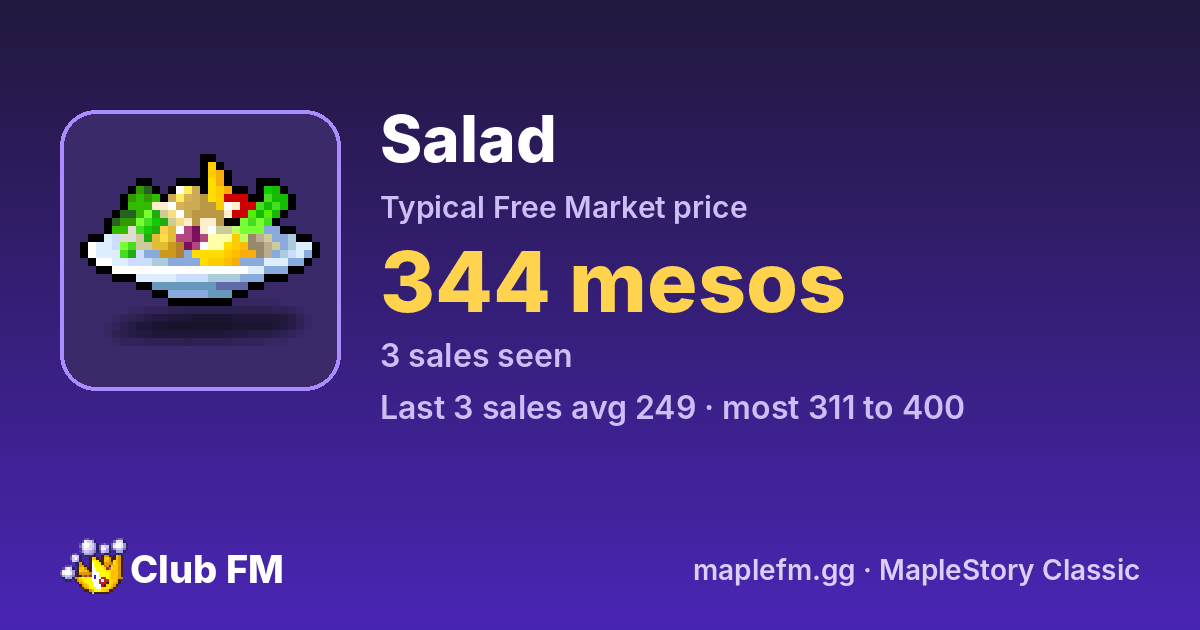 Salad
Typical Free Market price
344 mesos
3 sales seen
Last 3 sales avg 249 · most 311 to 400
Club FM
maplefm.gg · MapleStory Classic